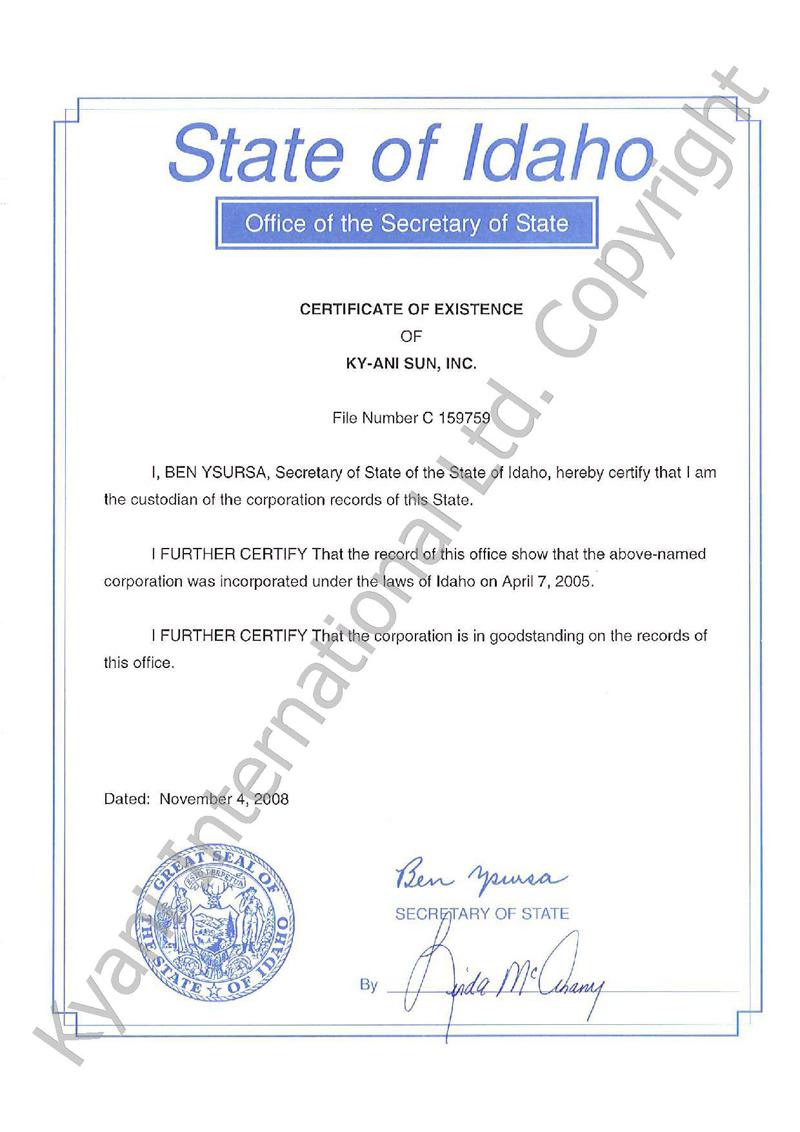 State of Idaho
Office of the Secretary of State
CERTIFICATE OF EXISTENCE
OF
KY-ANI SUN, INC.
File Number C 159759
I, BEN YSURSA, Secretary of State of the State of Idaho, hereby certify that I am
the custodian of the corporation records of this State.
I FURTHER CERTIFY That the record of this office show that the above-named
corporation was incorporated under the laws of Idaho on April 7, 2005.
I FURTHER CERTIFY That the corporation is in goodstanding on the records of
this office.
Dated: November 4, 2008
THE GREAT SEAL OF
ESTO PERPETUA
STATE OF IDAHO
Ben Ysursa
SECRETARY OF STATE
By Linda
Kyani International Ltd. Copyright